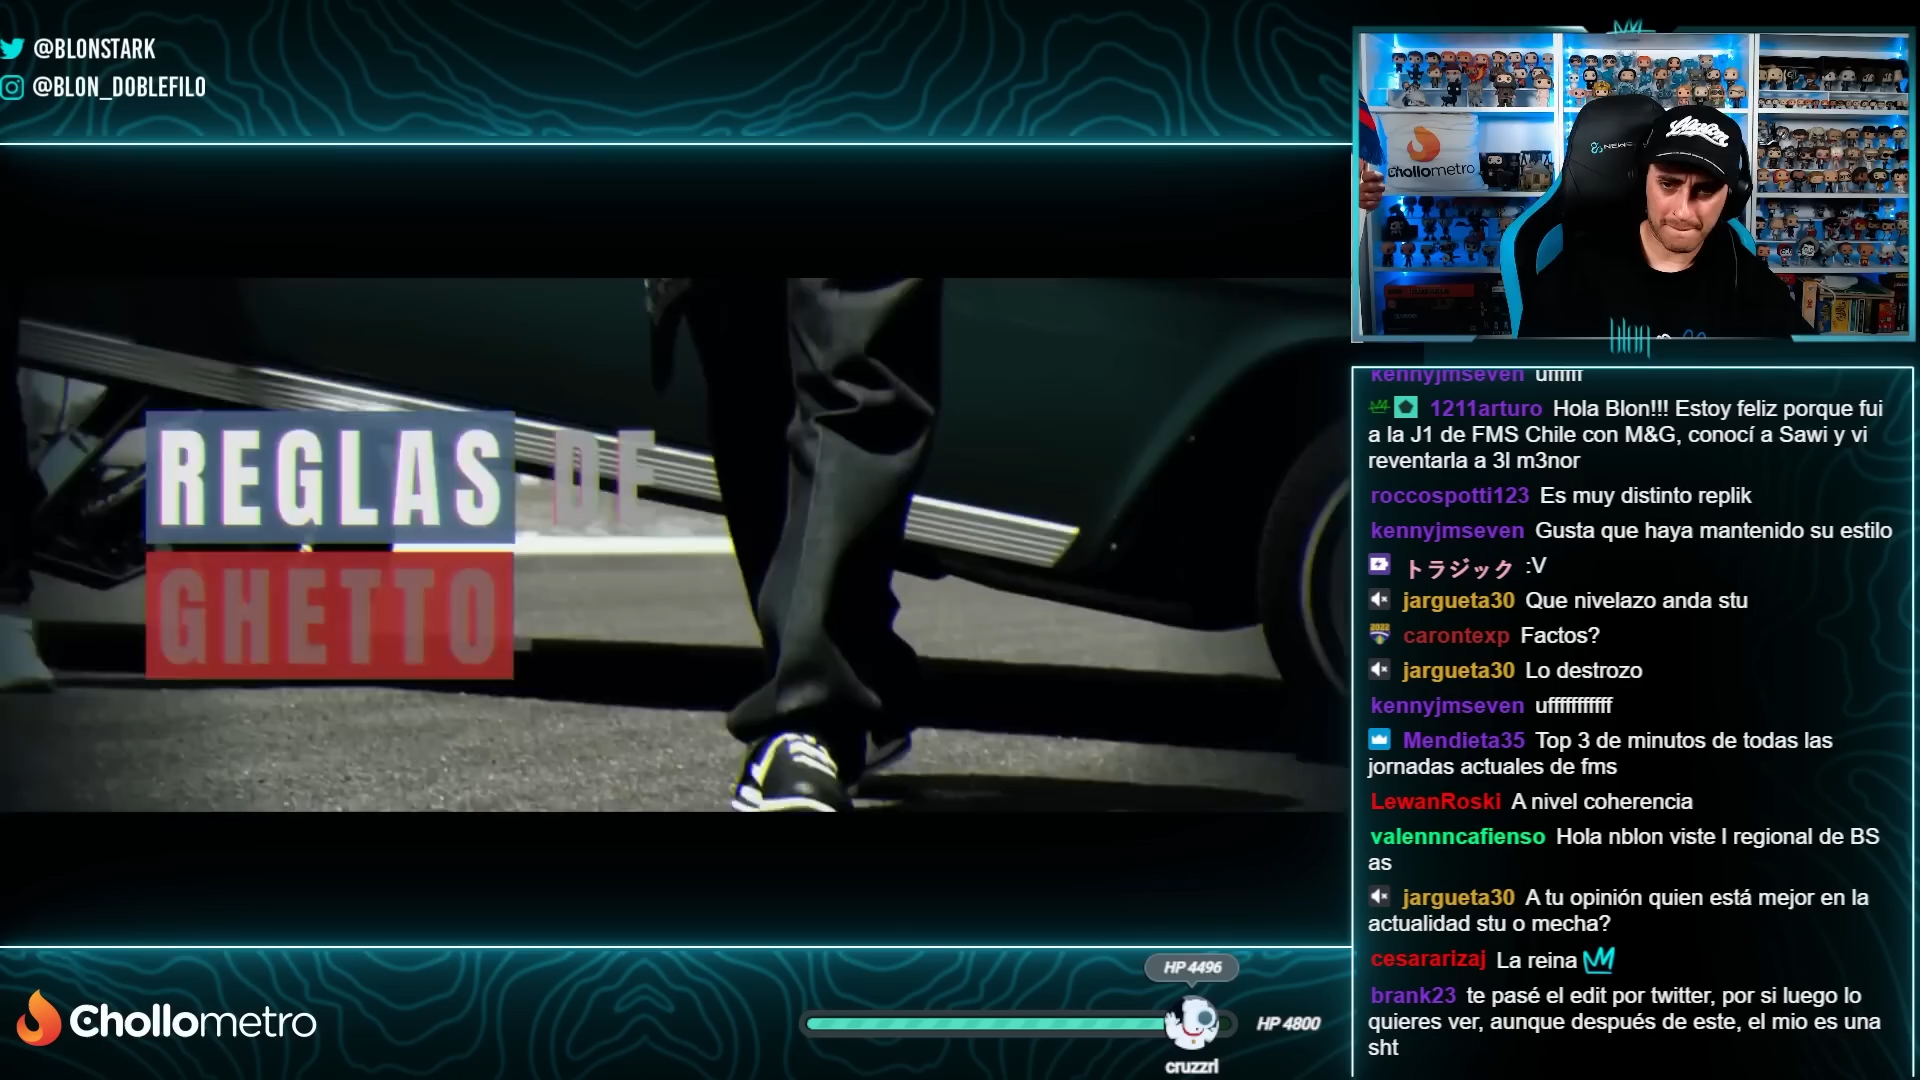 @BLONSTARK
@BLON_DOBLEFILO
REGLAS DE
GHETTO
Chollometro
HP 4496
HP 4800
cruzzrl
Chollometro
kennyjmseven uffffff
1211arturo Hola Blon!!! Estoy feliz porque fui
a la J1 de FMS Chile con M&G, conocí a Sawi y vi
reventarla a 3l m3nor
roccospotti123 Es muy distinto replik
kennyjmseven Gusta que haya mantenido su estilo
トラジック :V
jargueta30 Que nivelazo anda stu
carontexp Factos?
jargueta30 Lo destrozo
kennyjmseven ufffffffffff
Mendieta35 Top 3 de minutos de todas las
jornadas actuales de fms
LewanRoski A nivel coherencia
valennncafienso Hola nblon viste l regional de BS
as
jargueta30 A tu opinión quien está mejor en la
actualidad stu o mecha?
cesararizaj La reina
brank23 te pasé el edit por twitter, por si luego lo
quieres ver, aunque después de este, el mio es una
sht